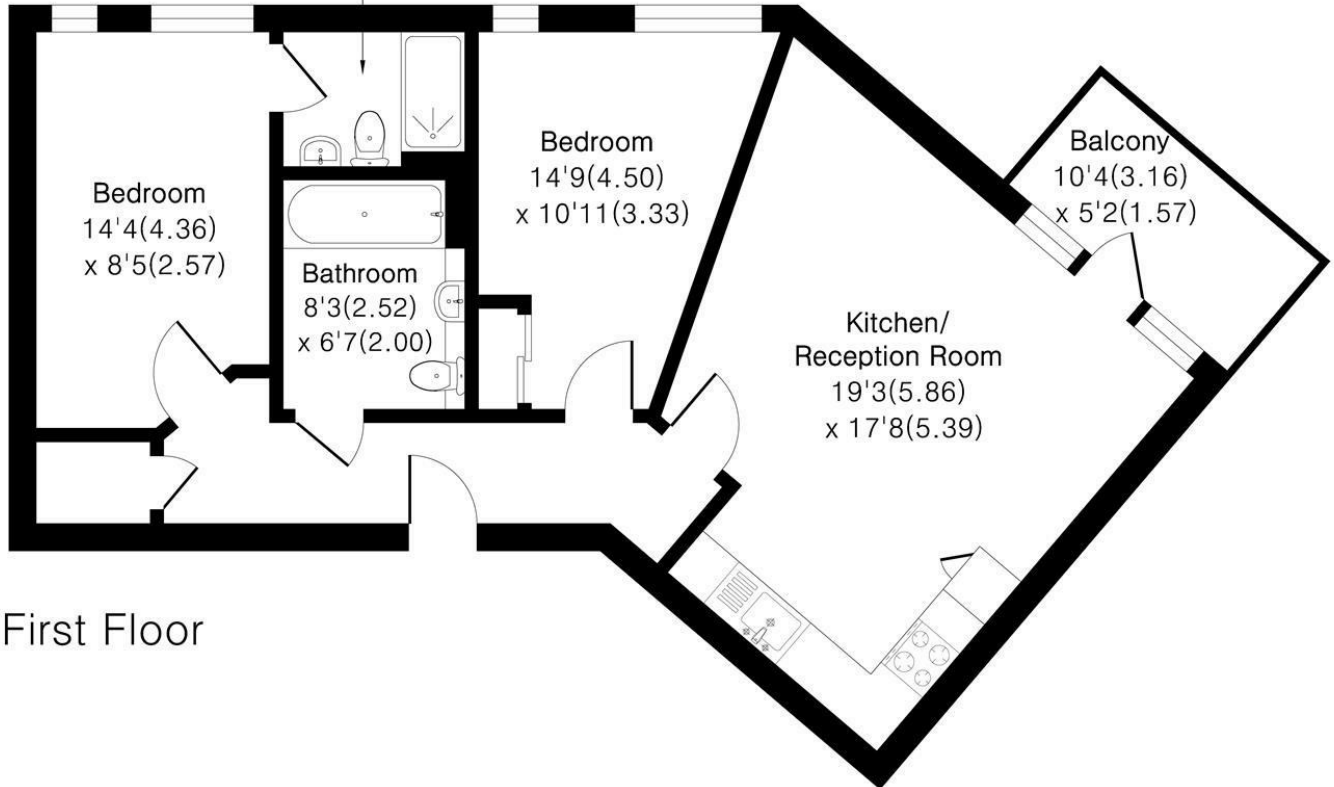 Bedroom
14'4(4.36)
x 8'5(2.57)
Bathroom
8'3(2.52)
x 6'7(2.00)
Bedroom
14'9(4.50)
x 10'11(3.33)
Kitchen/
Reception Room
19'3(5.86)
x 17'8(5.39)
Balcony
10'4(3.16)
x 5'2(1.57)
First Floor